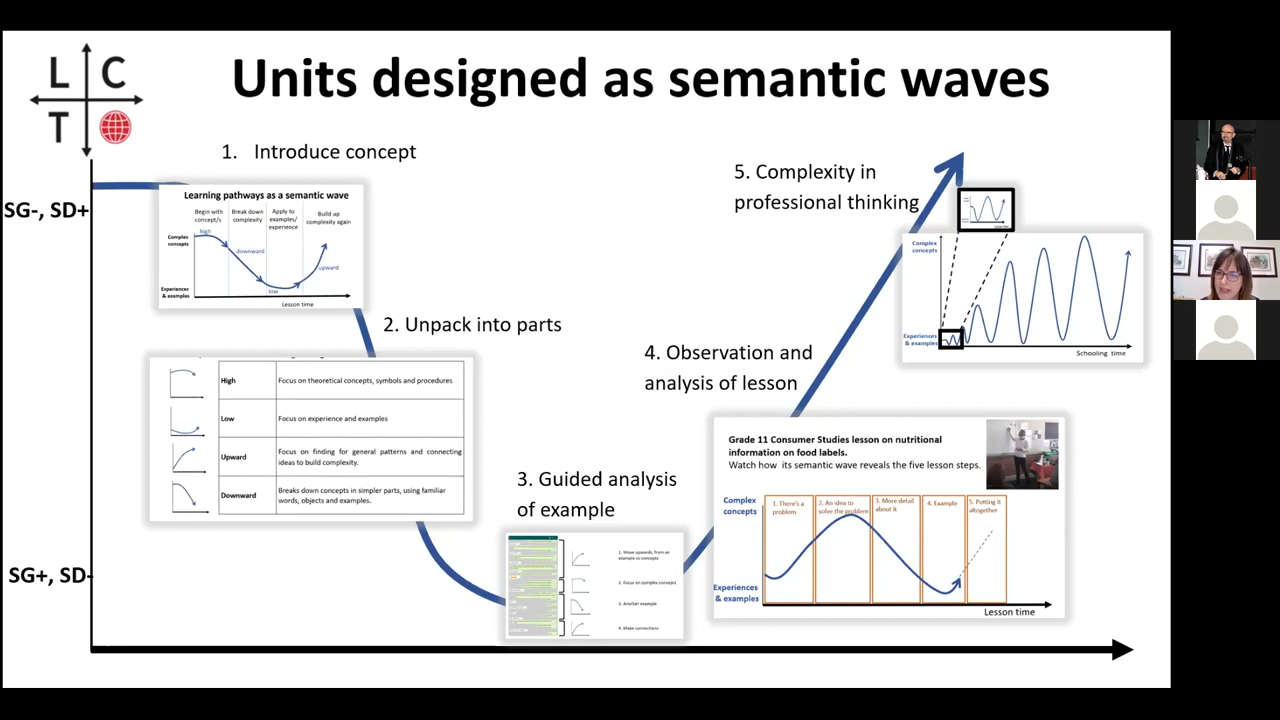 L C
T
Units designed as semantic waves
SG-, SD+
SG+, SD-
1. Introduce concept
Learning pathways as a semantic wave
Begin with concept/s
Break down complexity
Apply to examples/ experience
Build up complexity again
high
downward
low
upward
Complex concepts
Experiences & examples
Lesson time
2. Unpack into parts
High
Focus on theoretical concepts, symbols and procedures
Low
Focus on experience and examples
Upward
Focus on finding for general patterns and connecting
ideas to build complexity.
Downward
Breaks down concepts in simpler parts, using familiar
words, objects and examples.
3. Guided analysis
of example
1. Move upwards, from an
example to concepts
2. Focus on complex concepts
3. Another example
4. Make connections
4. Observation and
analysis of lesson
Grade 11 Consumer Studies lesson on nutritional
information on food labels.
Watch how its semantic wave reveals the five lesson steps.
Complex
concepts
1. There's a
problem
2. An idea to
solve the problem
3. More detail
about it
4. Example
5. Putting it
altogether
Experiences
& examples
Lesson time
5. Complexity in
professional thinking
Complex
concepts
Experiences
& examples
Schooling time